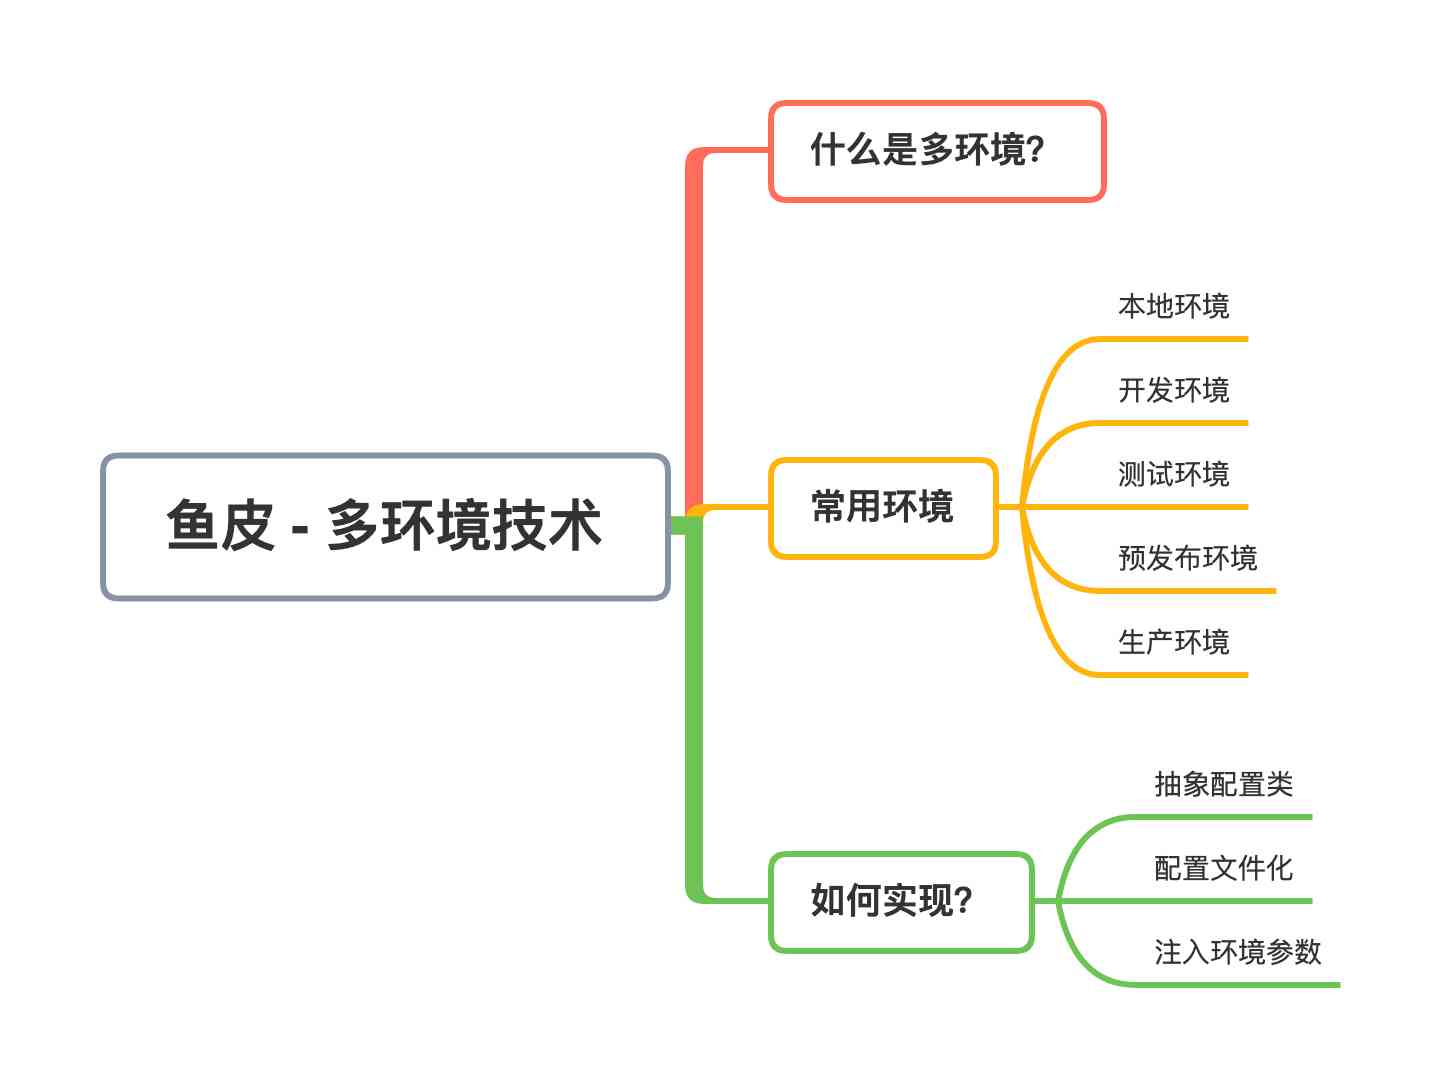 鱼皮 - 多环境技术
什么是多环境?
常用环境
本地环境
开发环境
测试环境
预发布环境
生产环境
如何实现?
抽象配置类
配置文件化
注入环境参数